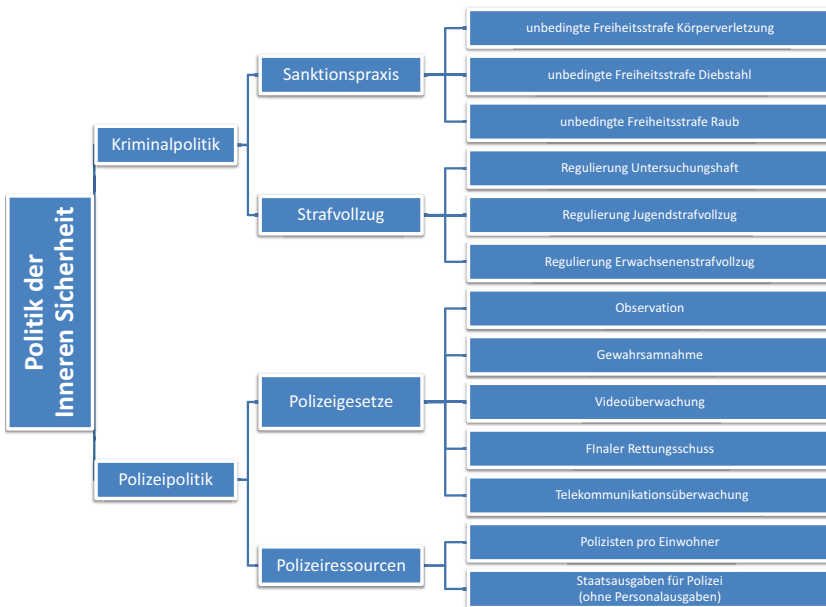 Politik der
Inneren Sicherheit
Kriminalpolitik
Sanktionspraxis
unbedingte Freiheitsstrafe Körperverletzung
unbedingte Freiheitsstrafe Diebstahl
unbedingte Freiheitsstrafe Raub
Strafvollzug
Regulierung Untersuchungshaft
Regulierung Jugendstrafvollzug
Regulierung Erwachsenenstrafvollzug
Polizeipolitik
Polizeigesetze
Observation
Gewahrsamnahme
Videoüberwachung
FInaler Rettungsschuss
Telekommunikationsüberwachung
Polizeiressourcen
Polizisten pro Einwohner
Staatsausgaben für Polizei
(ohne Personalausgaben)